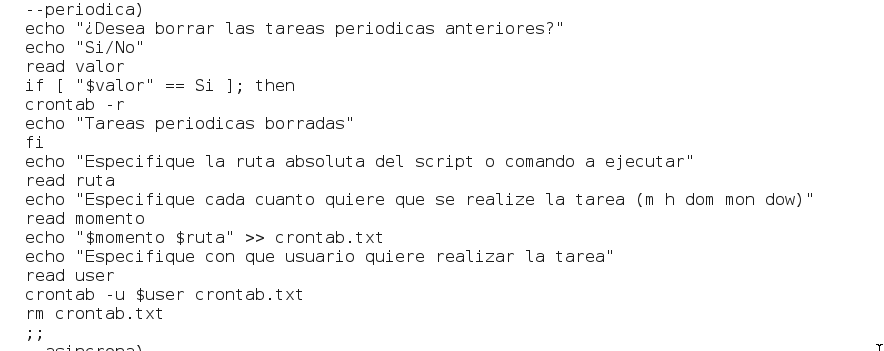 --periodica)
echo "¿Desea borrar las tareas periodicas anteriores?"
echo "Si/No"
read valor
if [ "$valor" == Si ]; then
crontab -r
echo "Tareas periodicas borradas"
fi
echo "Especifique la ruta absoluta del script o comando a ejecutar"
read ruta
echo "Especifique cada cuanto quiere que se realize la tarea (m h dom mon dow)"
read momento
echo "$momento $ruta" >> crontab.txt
echo "Especifique con que usuario quiere realizar la tarea"
read user
crontab -u $user crontab.txt
rm crontab.txt
;;
--asincrona)